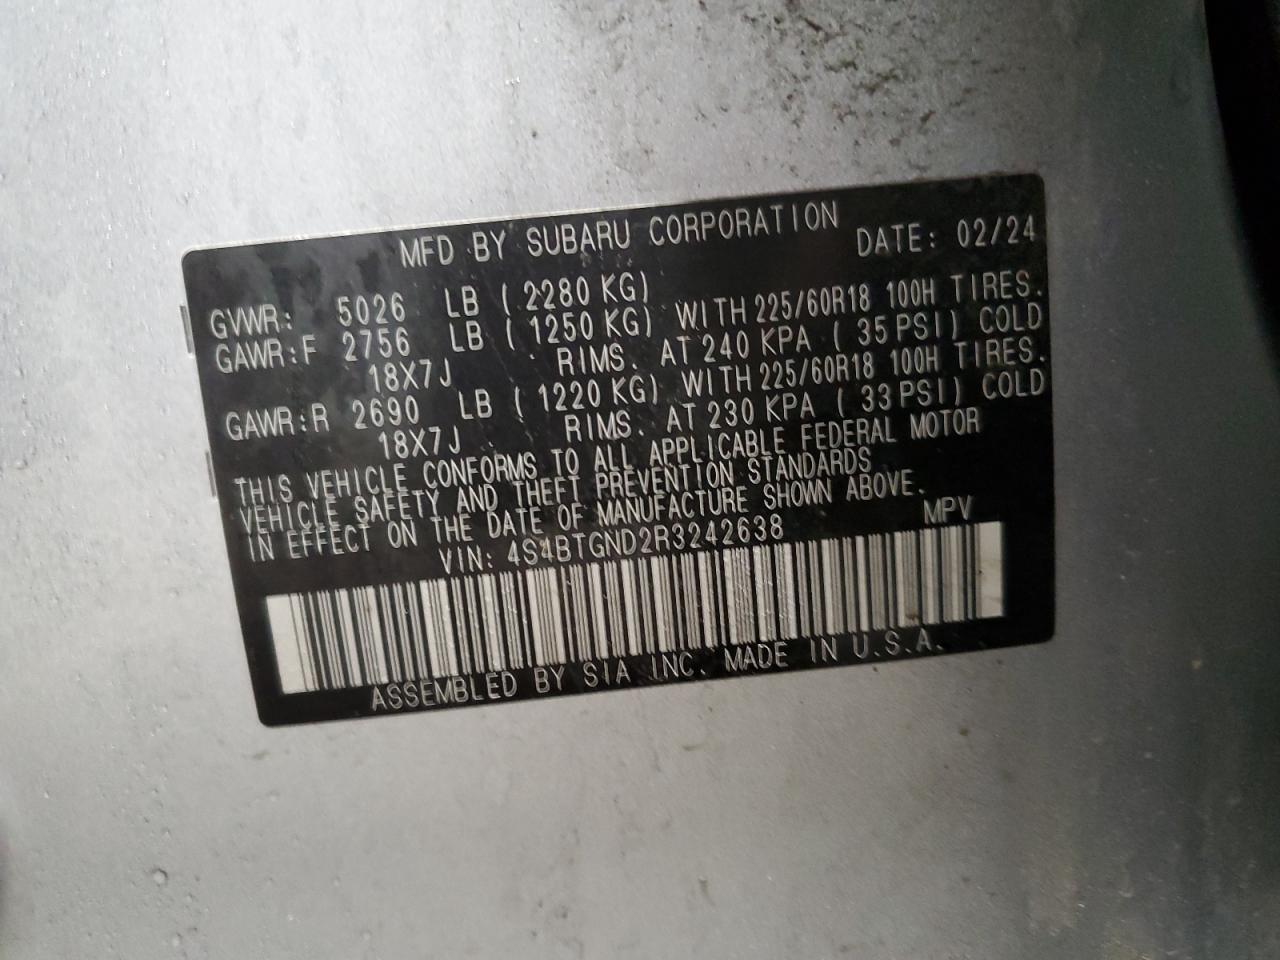 MFD BY SUBARU CORPORATION DATE: 02/24
GVWR: 5026 LB ( 2280 KG)
GAWR:F 2756 LB ( 1250 KG) WITH 225/60R18 100H TIRES.
18X7J RIMS. AT 240 KPA ( 35 PSI) COLD
GAWR:R 2690 LB ( 1220 KG) WITH 225/60R18 100H TIRES.
18X7J RIMS. AT 230 KPA ( 33 PSI) COLD
THIS VEHICLE CONFORMS TO ALL APPLICABLE FEDERAL MOTOR
VEHICLE SAFETY AND THEFT PREVENTION STANDARDS
IN EFFECT ON THE DATE OF MANUFACTURE SHOWN ABOVE.
VIN: 4S4BTGND2R3242638 MPV
ASSEMBLED BY SIA INC. MADE IN U.S.A.